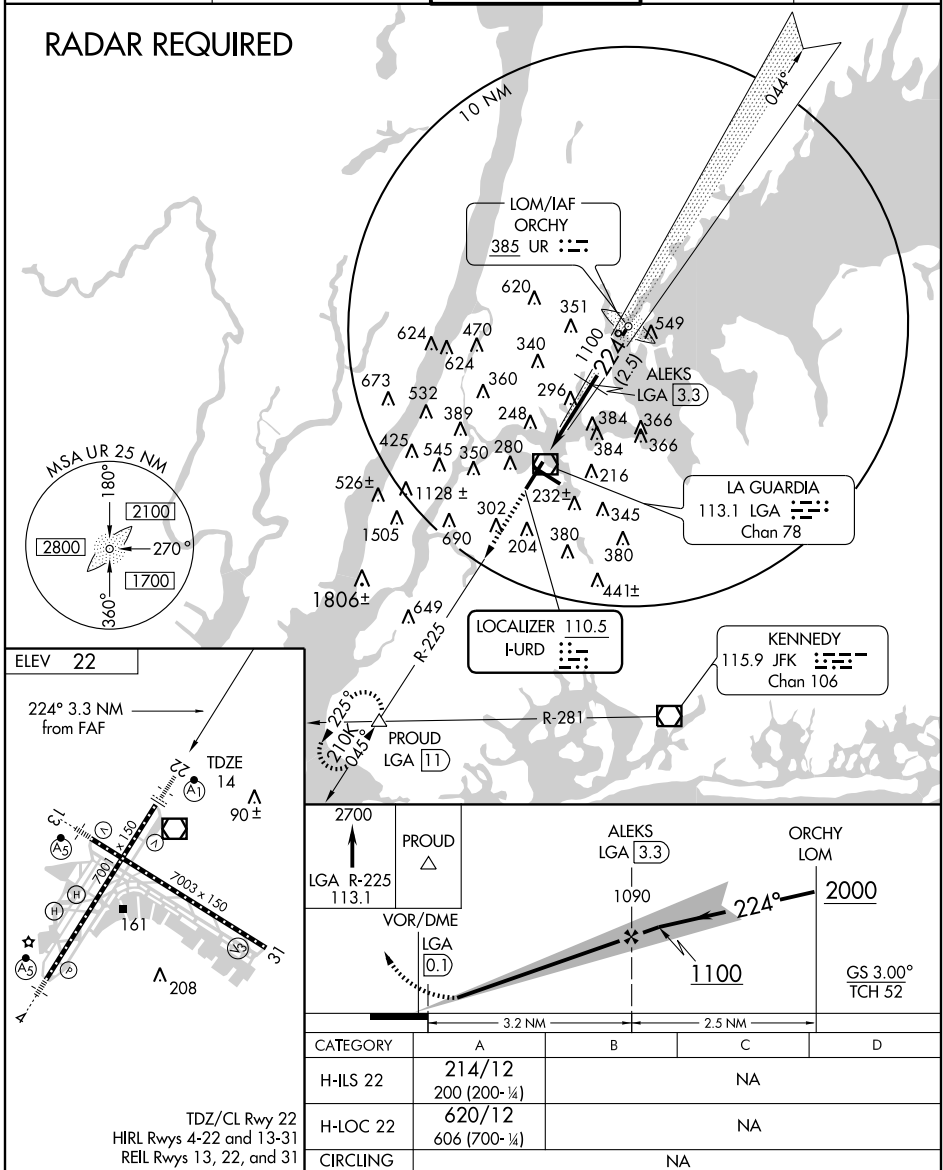 RADAR REQUIRED
10 NM
044°
LOM/IAF
ORCHY
385 UR
620
351
549
1100
224°
(2.5)
624
470
624
340
ALEKS
LGA 3.3
673
532
360
296
389
248
384
366
384
366
425
545
350
280
216
MSA UR 25 NM
180°
2100
2800
270°
1700
360°
526±
1128 ±
232±
LA GUARDIA
113.1 LGA
Chan 78
302
345
1505
690
204
380
380
1806±
441±
649
R-225
LOCALIZER 110.5
I-URD
KENNEDY
115.9 JFK
Chan 106
R-281
225°
210K
045°
PROUD
LGA 11
ELEV 22
224° 3.3 NM
from FAF
22
TDZE
14
A1
90 ±
13
V
V
A5
7001 x 150
7003 x 150
H
H
161
V3
31
A5
P
208
4
TDZ/CL Rwy 22
HIRL Rwys 4-22 and 13-31
REIL Rwys 13, 22, and 31
2700
PROUD
LGA R-225
113.1
VOR/DME
LGA
0.1
ALEKS
LGA 3.3
1090
ORCHY
LOM
224°
2000
1100
GS 3.00°
TCH 52
3.2 NM
2.5 NM
CATEGORY A B C D
H-ILS 22 214/12 NA
200 (200-¼)
H-LOC 22 620/12 NA
606 (700-¼)
CIRCLING NA